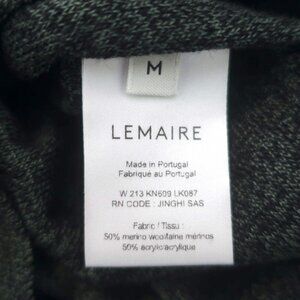 M
LEMAIRE
Made in Portugal
Fabriqué au Portugal
W 213 KN609 LK087
RN CODE : JINGHI SAS
Fabric / Tissu :
50% merino wool/laine mérinos
50% acrylic/acrylique